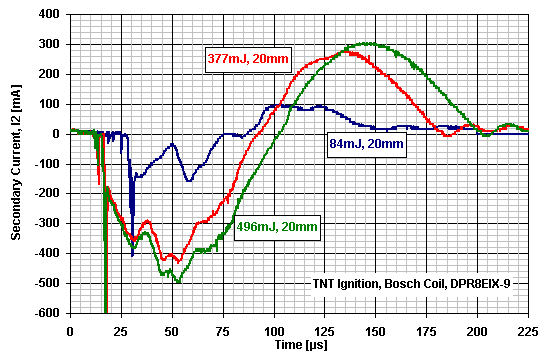 400
300
200
100
0
-100
-200
-300
-400
-500
-600
Secondary Current, I2 [mA]
377mJ, 20mm
84mJ, 20mm
496mJ, 20mm
TNT Ignition, Bosch Coil, DPR8EIX-9
0 25 50 75 100 125 150 175 200 225
Time [µs]